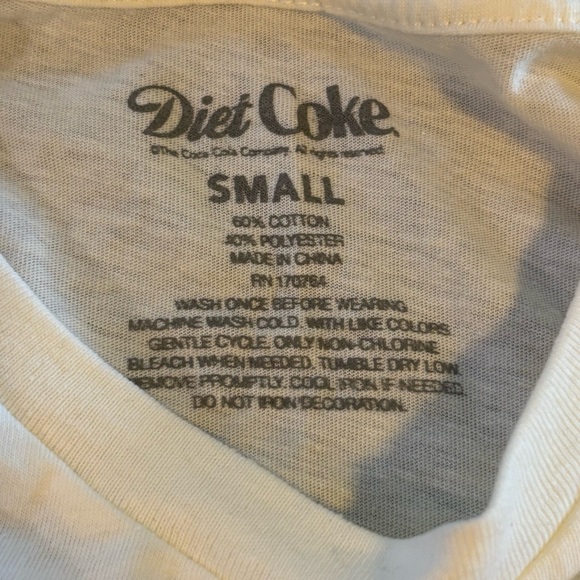 Diet Coke
©The Coca Cola Company. All rights reserved.
SMALL
60% COTTON
40% POLYESTER
MADE IN CHINA
RN 170764
WASH ONCE BEFORE WEARING
MACHINE WASH COLD. WITH LIKE COLORS
GENTLE CYCLE. ONLY NON-CHLORINE
BLEACH WHEN NEEDED. TUMBLE DRY LOW.
REMOVE PROMPTLY. COOL IRON IF NEEDED.
DO NOT IRON DECORATION.